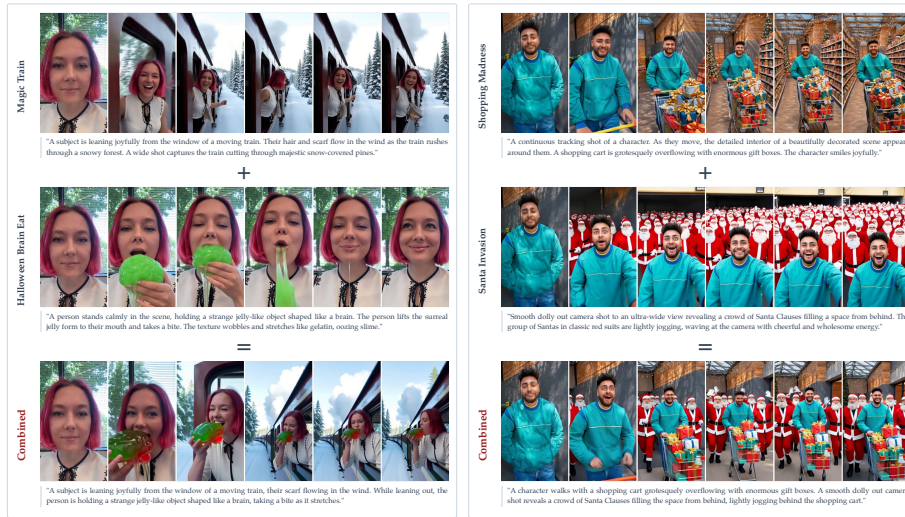 Magic Train
"A subject is leaning joyfully from the window of a moving train. Their hair and scarf flow in the wind as the train rushes
through a snowy forest. A wide shot captures the train cutting through majestic snow-covered pines."
+
Halloween Brain Eat
"A person stands calmly in the scene, holding a strange jelly-like object shaped like a brain. The person lifts the surreal
jelly form to their mouth and takes a bite. The texture wobbles and stretches like gelatin, oozing slime."
=
Combined
"A subject is leaning joyfully from the window of a moving train, their scarf flowing in the wind. While leaning out, the
person is holding a strange jelly-like object shaped like a brain, taking a bite as it stretches."
Shopping Madness
"A continuous tracking shot of a character. As they move, the detailed interior of a beautifully decorated scene appear
around them. A shopping cart is grotesquely overflowing with enormous gift boxes. The character smiles joyfully."
+
Santa Invasion
"Smooth dolly out camera shot to an ultra-wide view revealing a crowd of Santa Clauses filling a space from behind. Th
group of Santas in classic red suits are lightly jogging, waving at the camera with cheerful and wholesome energy."
=
Combined
"A character walks with a shopping cart grotesquely overflowing with enormous gift boxes. A smooth dolly out camer
shot reveals a crowd of Santa Clauses filling the space from behind, lightly jogging behind the shopping cart."